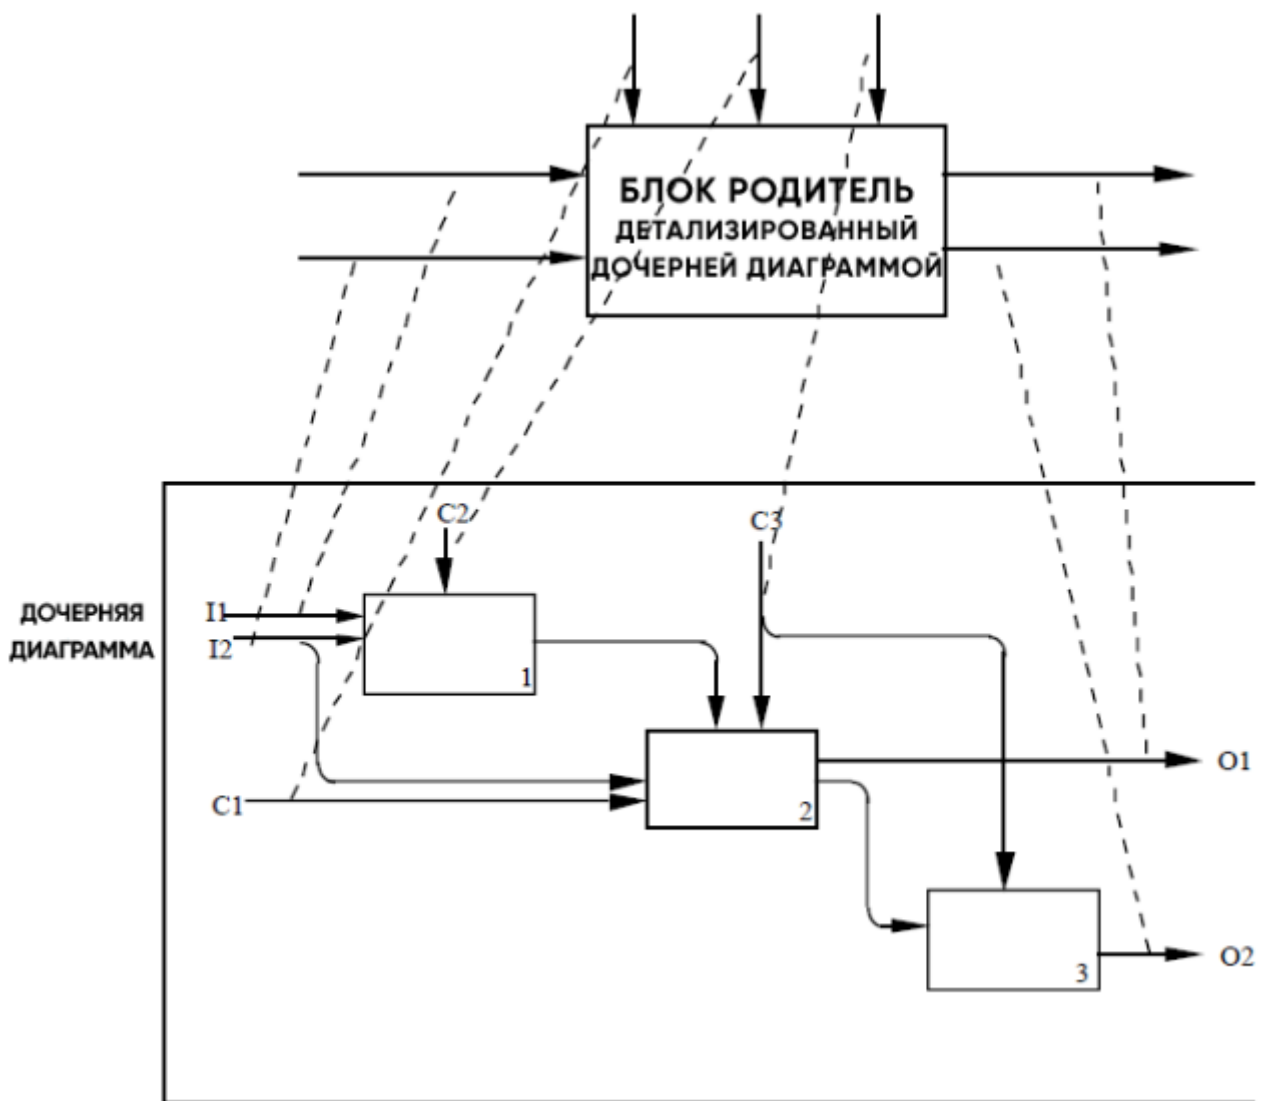 БЛОК РОДИТЕЛЬ
ДЕТАЛИЗИРОВАННЫЙ
ДОЧЕРНЕЙ ДИАГРАММОЙ
C2
C3
ДОЧЕРНЯЯ
ДИАГРАММА
I1
I2
1
C1
2
O1
3
O2